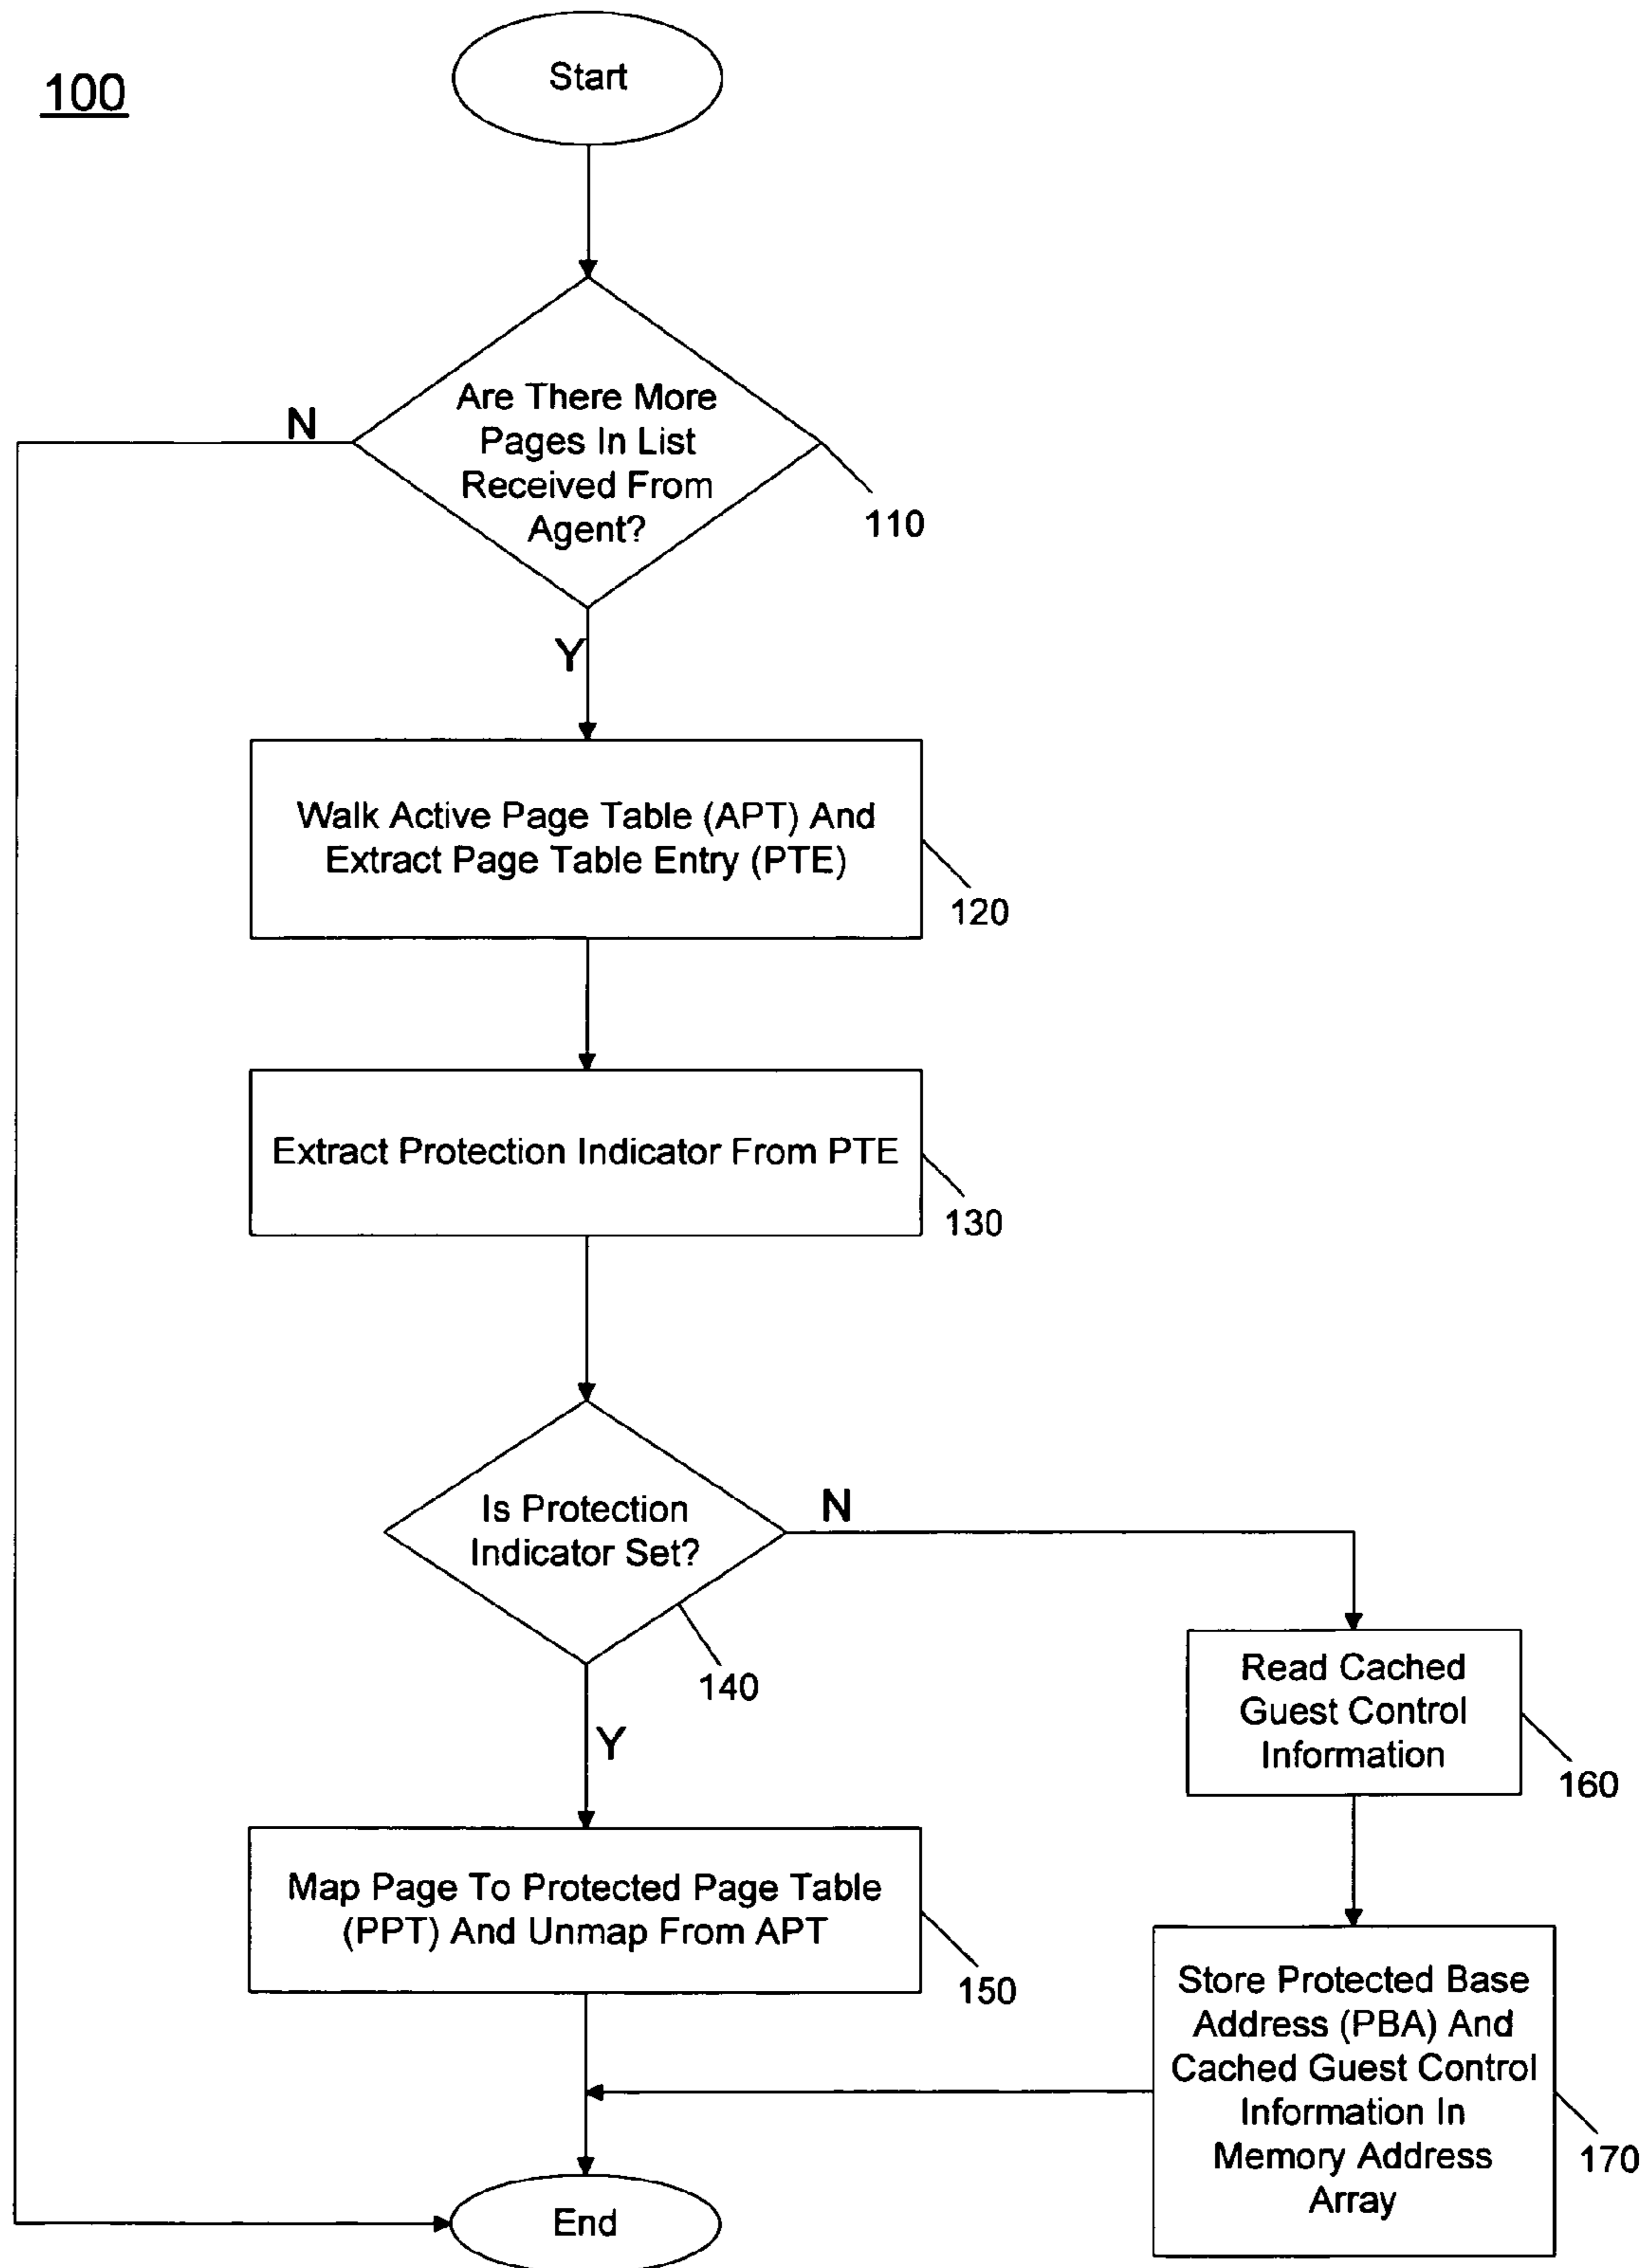 100
Start
Are There More
Pages In List
Received From
Agent?
N
110
Y
Walk Active Page Table (APT) And
Extract Page Table Entry (PTE)
120
Extract Protection Indicator From PTE
130
Is Protection
Indicator Set?
N
140
Y
Read Cached
Guest Control
Information
160
Map Page To Protected Page Table
(PPT) And Unmap From APT
150
Store Protected Base
Address (PBA) And
Cached Guest Control
Information In
Memory Address
Array
170
End